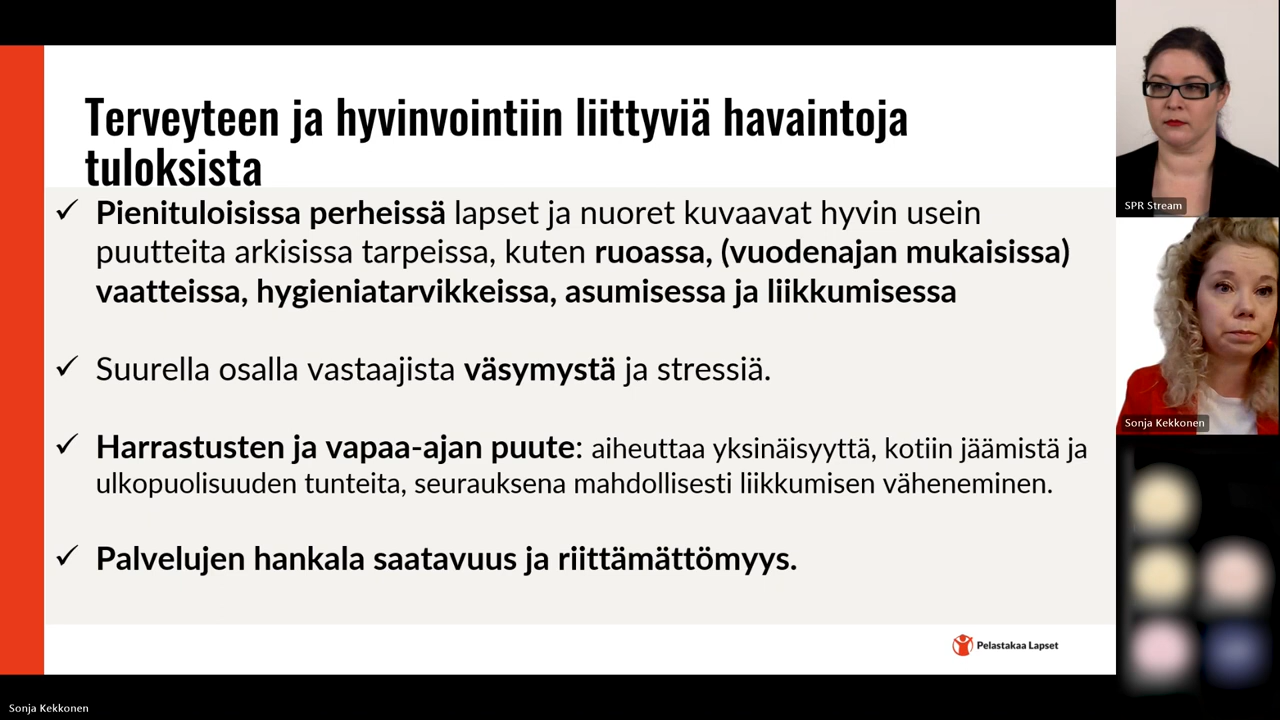 Terveyteen ja hyvinvointiin liittyviä havaintoja
tuloksista
✓ Pienituloisissa perheissä lapset ja nuoret kuvaavat hyvin usein
puutteita arkisissa tarpeissa, kuten ruoassa, (vuodenajan mukaisissa)
vaatteissa, hygieniatarvikkeissa, asumisessa ja liikkumisessa
✓ Suurella osalla vastaajista väsymystä ja stressiä.
✓ Harrastusten ja vapaa-ajan puute: aiheuttaa yksinäisyyttä, kotiin jäämistä ja
ulkopuolisuuden tunteita, seurauksena mahdollisesti liikkumisen väheneminen.
✓ Palvelujen hankala saatavuus ja riittämättömyys.
Pelastakaa Lapset
SPR Stream
Sonja Kekkonen
Sonja Kekkonen